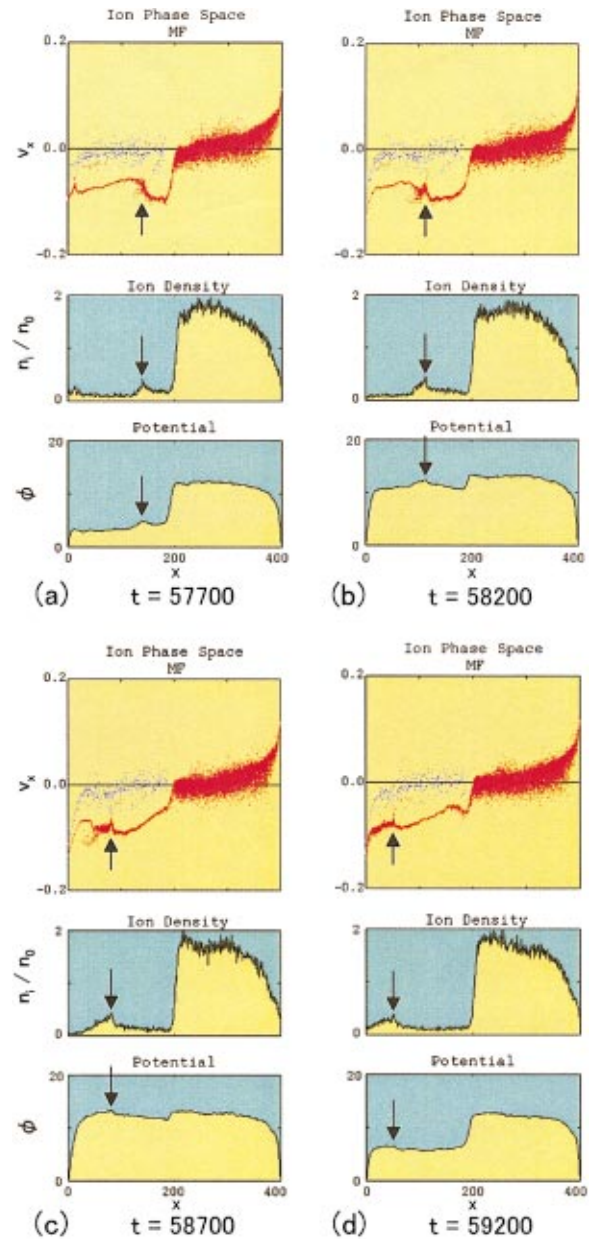 Ion Phase Space
MF
0.2
v_x
0.0
-0.2
Ion Density
2
n_i / n_0
0
Potential
20
ϕ
0
0 200 400
x
(a) t = 57700
Ion Phase Space
MF
0.2
0.0
-0.2
Ion Density
2
0
Potential
20
0
0 200 400
x
(b) t = 58200
Ion Phase Space
MF
0.2
v_x
0.0
-0.2
Ion Density
2
n_i / n_0
0
Potential
20
ϕ
0
0 200 400
x
(c) t = 58700
Ion Phase Space
MF
0.2
0.0
-0.2
Ion Density
2
0
Potential
20
0
0 200 400
x
(d) t = 59200